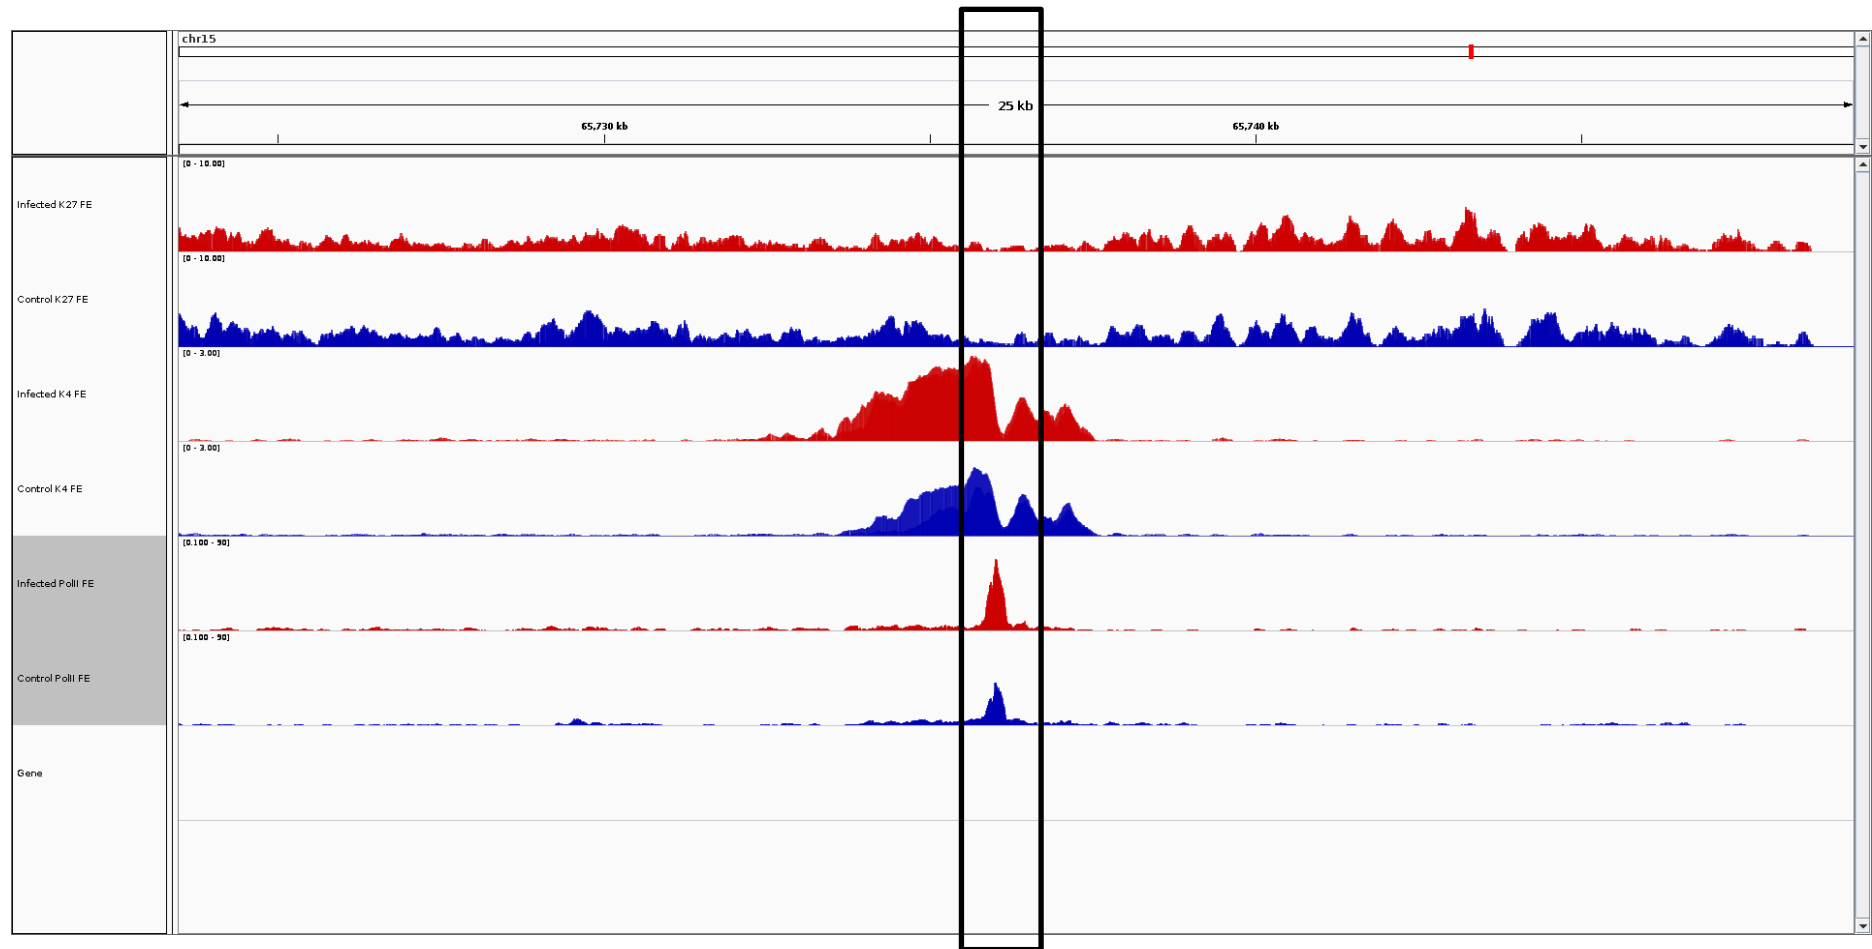 chr15
25 kb
65,730 kb
65,740 kb
[0 - 10.00]
Infected K27 FE
[0 - 10.00]
Control K27 FE
[0 - 3.00]
Infected K4 FE
[0 - 3.00]
Control K4 FE
[0.100 - 90]
Infected PolII FE
[0.100 - 90]
Control PolII FE
Gene